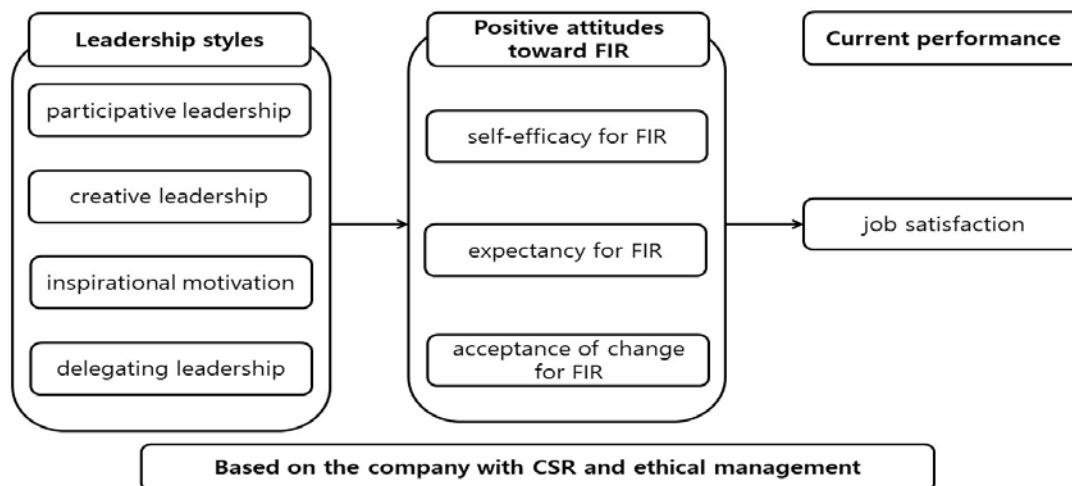 Leadership styles
participative leadership
creative leadership
inspirational motivation
delegating leadership
Positive attitudes
toward FIR
self-efficacy for FIR
expectancy for FIR
acceptance of change
for FIR
Current performance
job satisfaction
Based on the company with CSR and ethical management